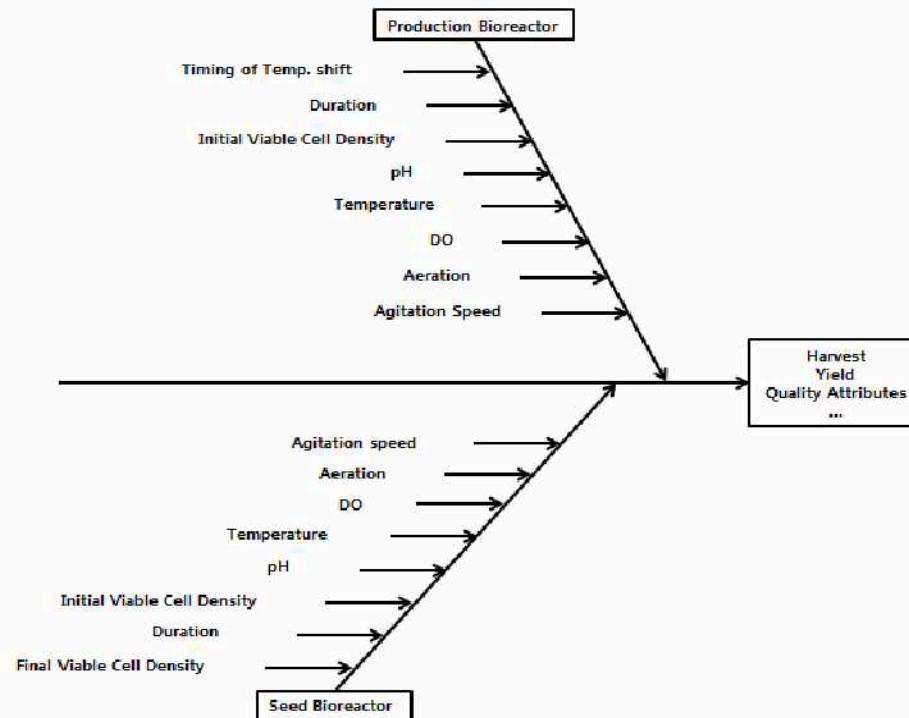 Production Bioreactor
Timing of Temp. shift
Duration
Initial Viable Cell Density
pH
Temperature
DO
Aeration
Agitation Speed
Harvest
Yield
Quality Attributes
...
Agitation speed
Aeration
DO
Temperature
pH
Initial Viable Cell Density
Duration
Final Viable Cell Density
Seed Bioreactor